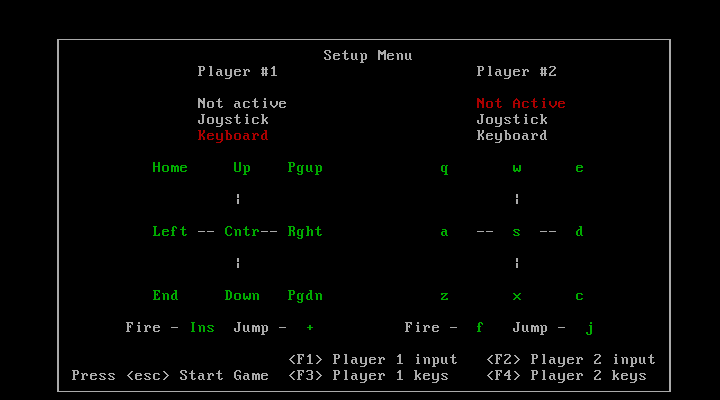 Setup Menu
Player #1 Player #2
Not active Not Active
Joystick Joystick
Keyboard Keyboard
Home Up Pgup q w e
¦ ¦
Left -- Cntr-- Rght a -- s -- d
¦ ¦
End Down Pgdn z x c
Fire - Ins Jump - + Fire - f Jump - j
<F1> Player 1 input <F2> Player 2 input
Press <esc> Start Game <F3> Player 1 keys <F4> Player 2 keys